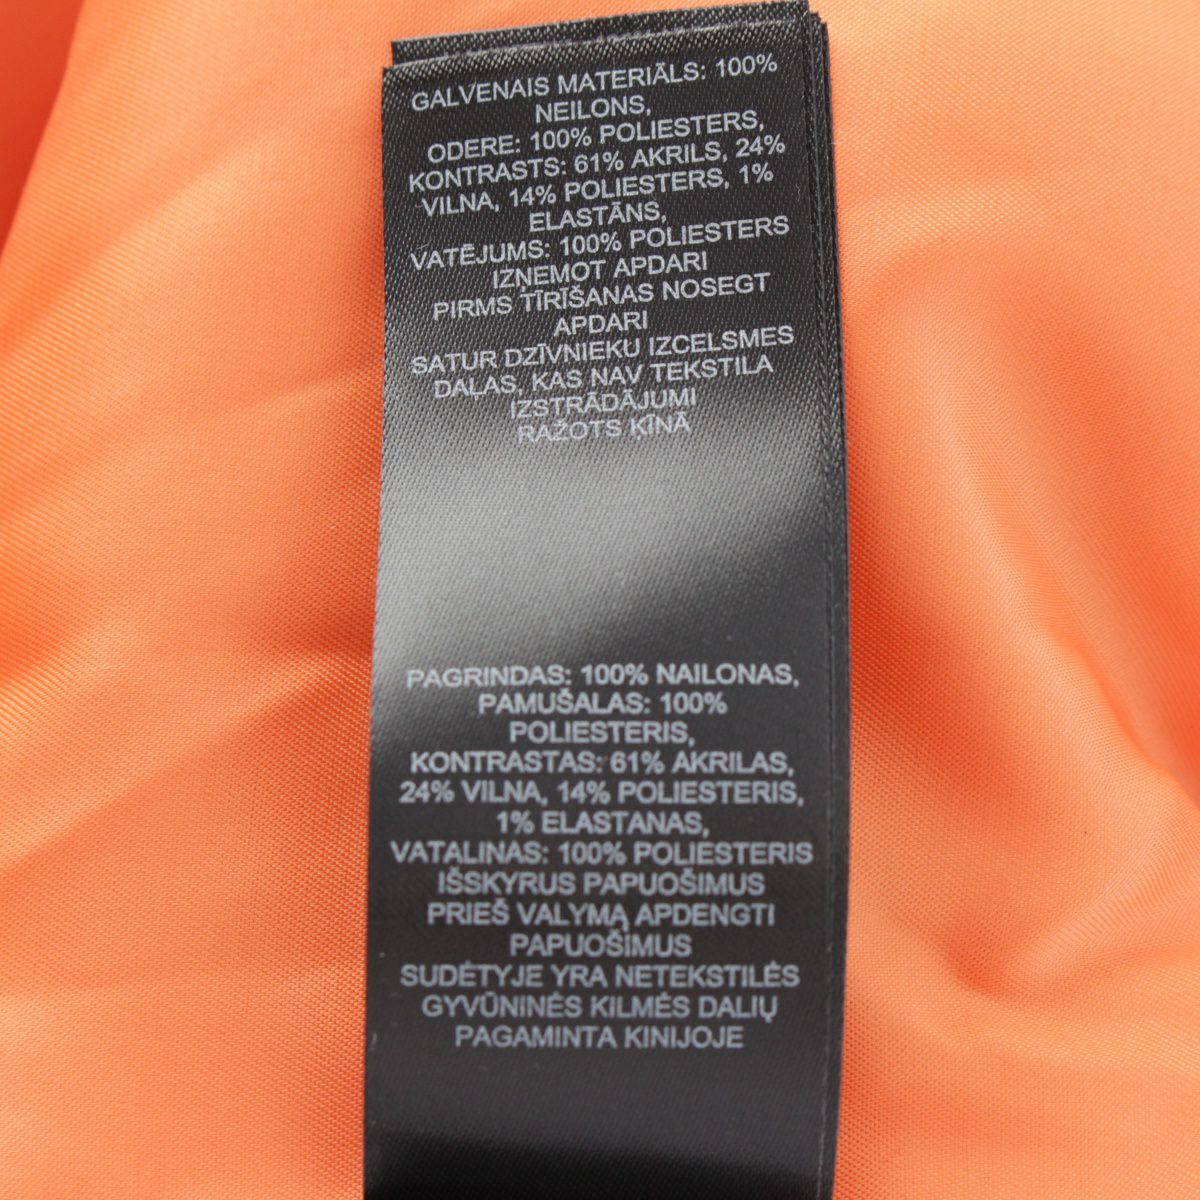 GALVENAIS MATERIĀLS: 100%
NEILONS,
ODERE: 100% POLIESTERS,
KONTRASTS: 61% AKRILS, 24%
VILNA, 14% POLIESTERS, 1%
ELASTĀNS,
VATĒJUMS: 100% POLIESTERS
IZŅEMOT APDARI
PIRMS TĪRĪŠANAS NOSEGT
APDARI
SATUR DZĪVNIEKU IZCELSMES
DAĻAS, KAS NAV TEKSTILA
IZSTRĀDĀJUMI
RAŽOTS ĶĪNĀ
PAGRINDAS: 100% NAILONAS,
PAMUŠALAS: 100%
POLIESTERIS,
KONTRASTAS: 61% AKRILAS,
24% VILNA, 14% POLIESTERIS,
1% ELASTANAS,
VATALINAS: 100% POLIESTERIS
IŠSKYRUS PAPUOŠIMUS
PRIEŠ VALYMĄ APDENGTI
PAPUOŠIMUS
SUDĖTYJE YRA NETEKSTILĖS
GYVŪNINĖS KILMĖS DALIŲ
PAGAMINTA KINIJOJE